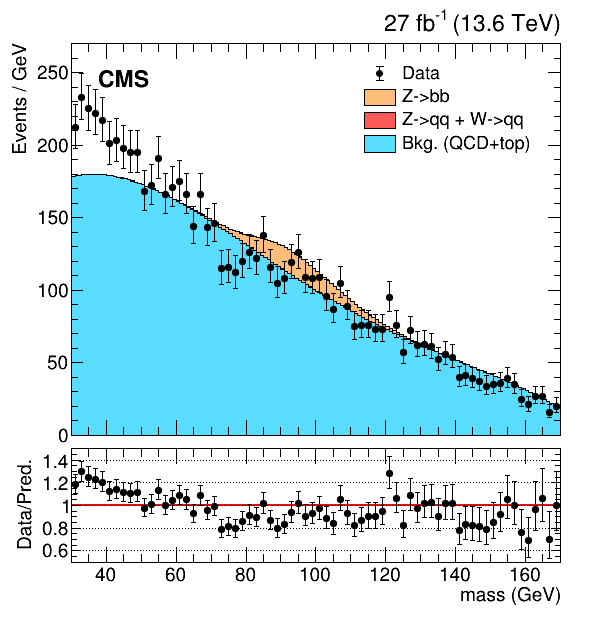 27 fb-1 (13.6 TeV)
CMS
Data
Z->bb
Z->qq + W->qq
Bkg. (QCD+top)
Events / GeV
250
200
150
100
50
0
Data/Pred.
1.4
1.2
1
0.8
0.6
40 60 80 100 120 140 160
mass (GeV)